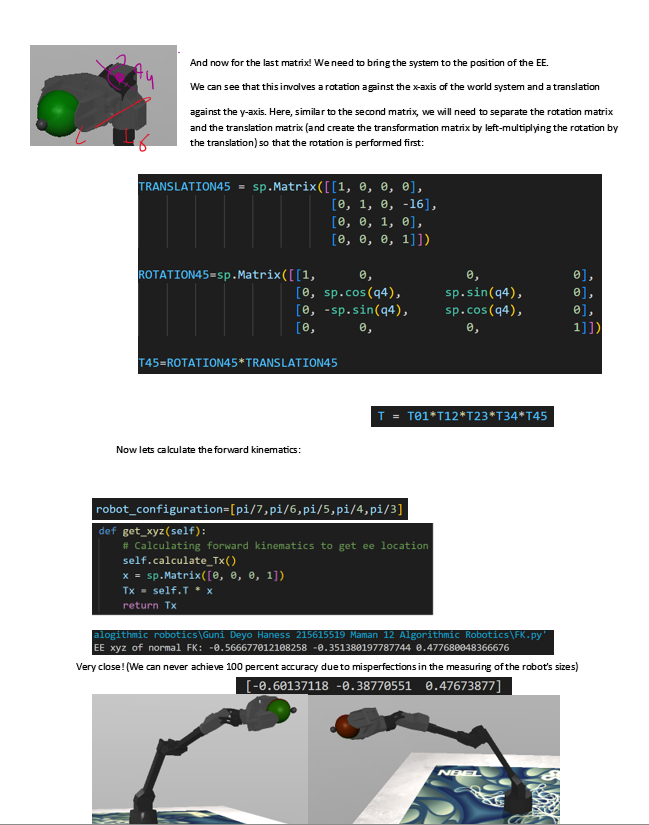 And now for the last matrix! We need to bring the system to the position of the EE.
We can see that this involves a rotation against the x-axis of the world system and a translation
against the y-axis. Here, similar to the second matrix, we will need to separate the rotation matrix
and the translation matrix (and create the transformation matrix by left-multiplying the rotation by
the translation) so that the rotation is performed first:
y
L6
TRANSLATION45 = sp.Matrix([[1, 0, 0, 0],
[0, 1, 0, -l6],
[0, 0, 1, 0],
[0, 0, 0, 1]])
ROTATION45=sp.Matrix([[1, 0, 0, 0],
[0, sp.cos(q4), sp.sin(q4), 0],
[0, -sp.sin(q4), sp.cos(q4), 0],
[0, 0, 0, 1]])
T45=ROTATION45*TRANSLATION45
T = T01*T12*T23*T34*T45
Now lets calculate the forward kinematics:
robot_configuration=[pi/7,pi/6,pi/5,pi/4,pi/3]
def get_xyz(self):
# Calculating forward kinematics to get ee location
self.calculate_Tx()
x = sp.Matrix([0, 0, 0, 1])
Tx = self.T * x
return Tx
alogithmic robotics\Guni Deyo Haness 215615519 Maman 12 Algorithmic Robotics\FK.py'
EE xyz of normal FK: -0.566677012108258 -0.351380197787744 0.477680048366676
Very close! (We can never achieve 100 percent accuracy due to misperfections in the measuring of the robot's sizes)
[-0.60137118 -0.38770551 0.47673877]
NBEL